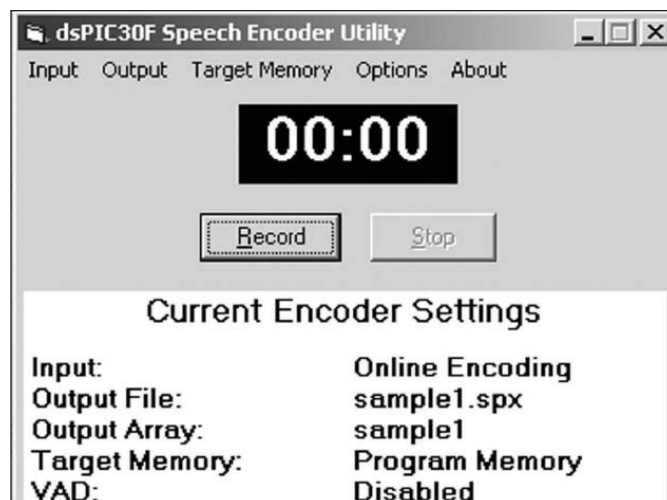 dsPIC30F Speech Encoder Utility
Input Output Target Memory Options About
00:00
Record Stop
Current Encoder Settings
Input: Online Encoding
Output File: sample1.spx
Output Array: sample1
Target Memory: Program Memory
VAD: Disabled